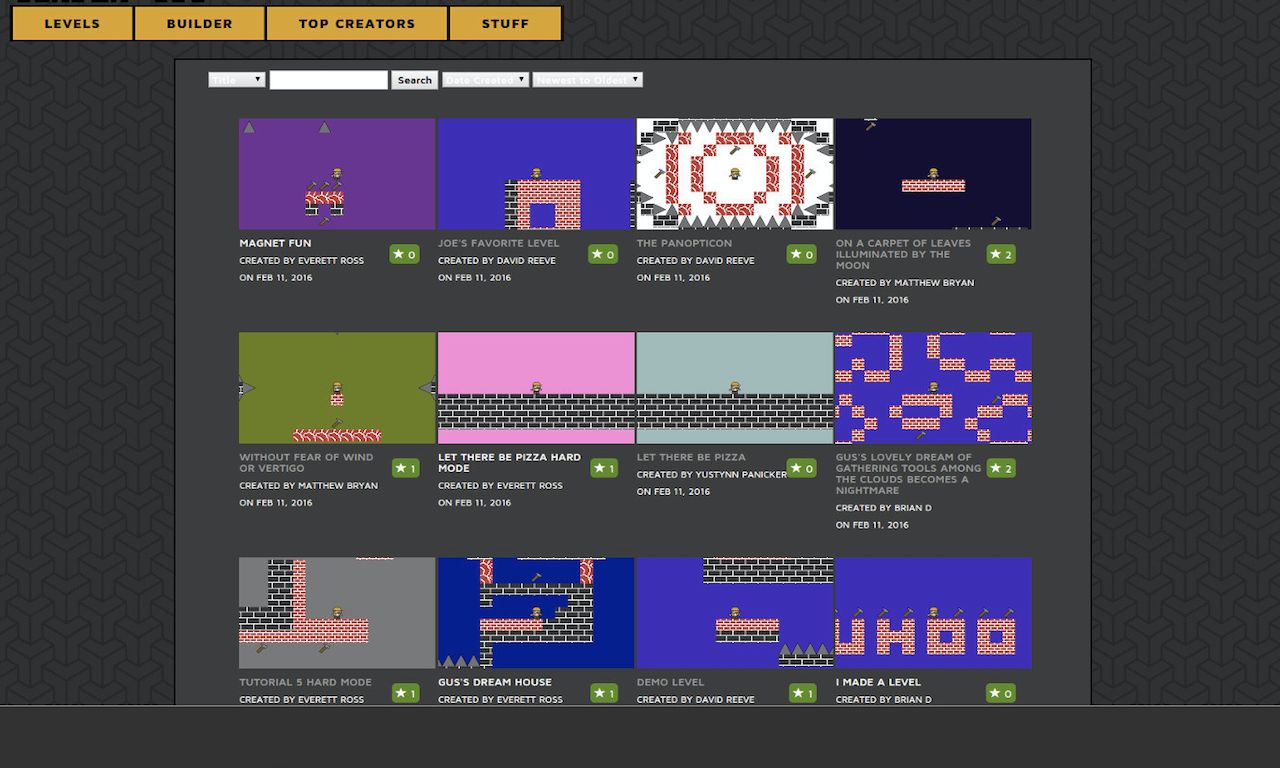 LEVELS BUILDER TOP CREATORS STUFF
Title Search Date Created Newest to Oldest
MAGNET FUN
CREATED BY EVERETT ROSS
ON FEB 11, 2016
0
JOE'S FAVORITE LEVEL
CREATED BY DAVID REEVE
ON FEB 11, 2016
0
THE PANOPTICON
CREATED BY DAVID REEVE
ON FEB 11, 2016
0
ON A CARPET OF LEAVES
ILLUMINATED BY THE
MOON
CREATED BY MATTHEW BRYAN
ON FEB 11, 2016
2
WITHOUT FEAR OF WIND
OR VERTIGO
CREATED BY MATTHEW BRYAN
ON FEB 11, 2016
1
LET THERE BE PIZZA HARD
MODE
CREATED BY EVERETT ROSS
ON FEB 11, 2016
1
LET THERE BE PIZZA
CREATED BY YUSTYNN PANICKER
ON FEB 11, 2016
0
GUS'S LOVELY DREAM OF
GATHERING TOOLS AMONG
THE CLOUDS BECOMES A
NIGHTMARE
CREATED BY BRIAN D
ON FEB 11, 2016
2
TUTORIAL 5 HARD MODE
CREATED BY EVERETT ROSS
1
GUS'S DREAM HOUSE
CREATED BY EVERETT ROSS
1
DEMO LEVEL
CREATED BY DAVID REEVE
1
I MADE A LEVEL
CREATED BY BRIAN D
0